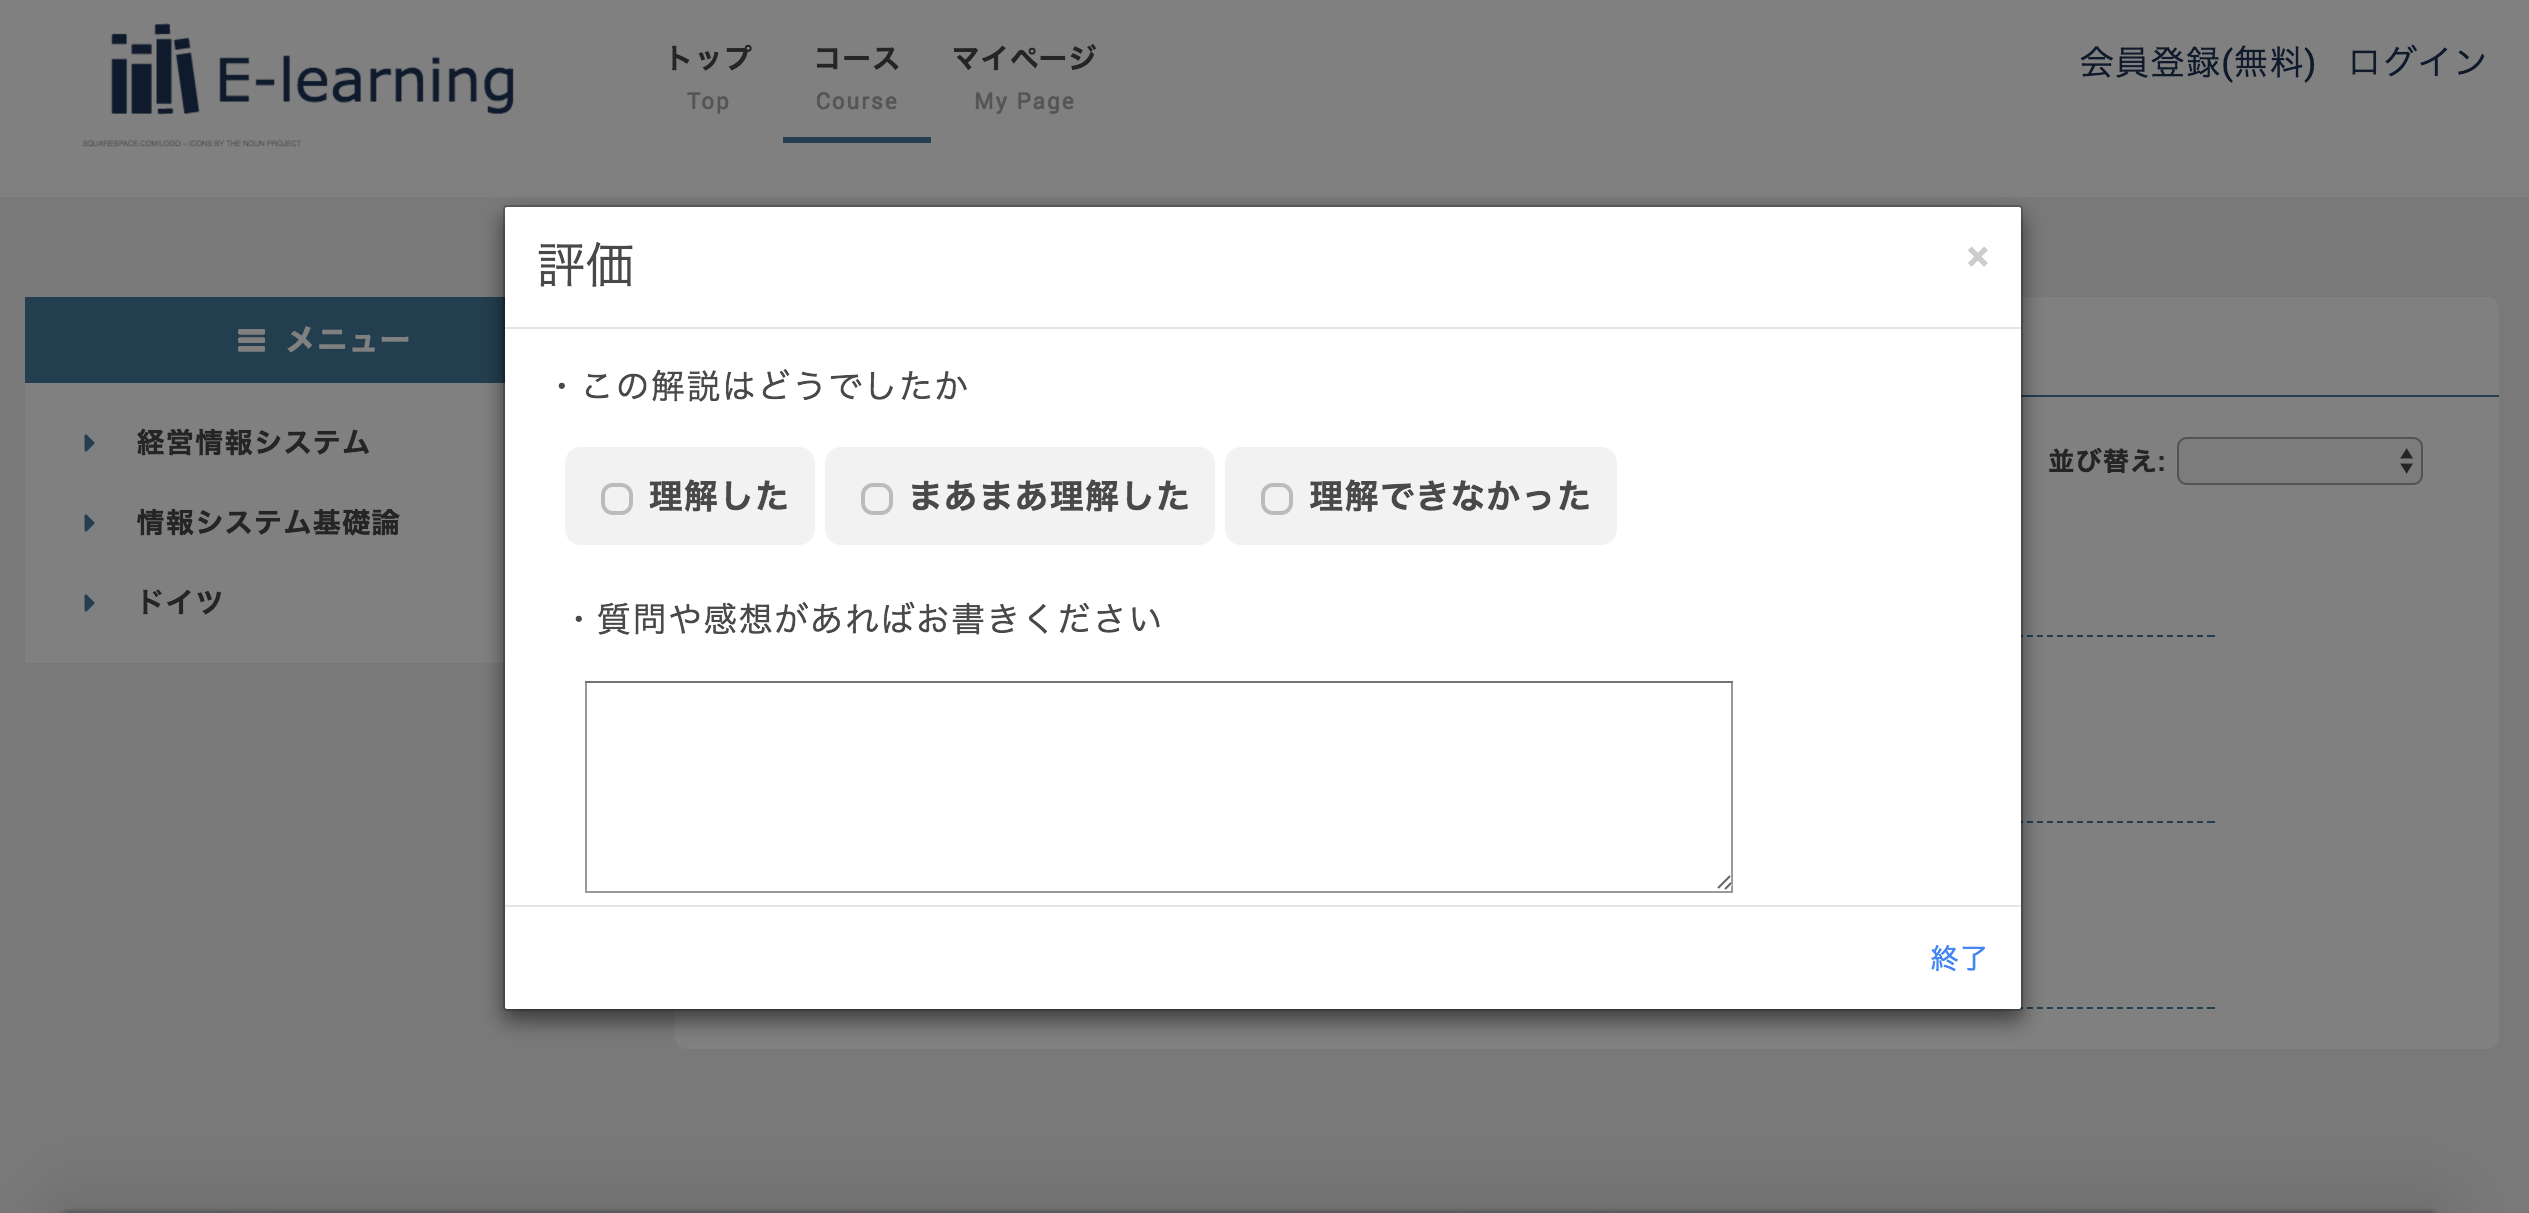 E-learning
SQUARESPACE.COM/LOGO – ICONS BY THE NOUN PROJECT
トップ
Top
コース
Course
マイページ
My Page
会員登録(無料)
ログイン
メニュー
経営情報システム
情報システム基礎論
ドイツ
並び替え:
評価
×
・この解説はどうでしたか
理解した
まあまあ理解した
理解できなかった
・質問や感想があればお書きください
終了